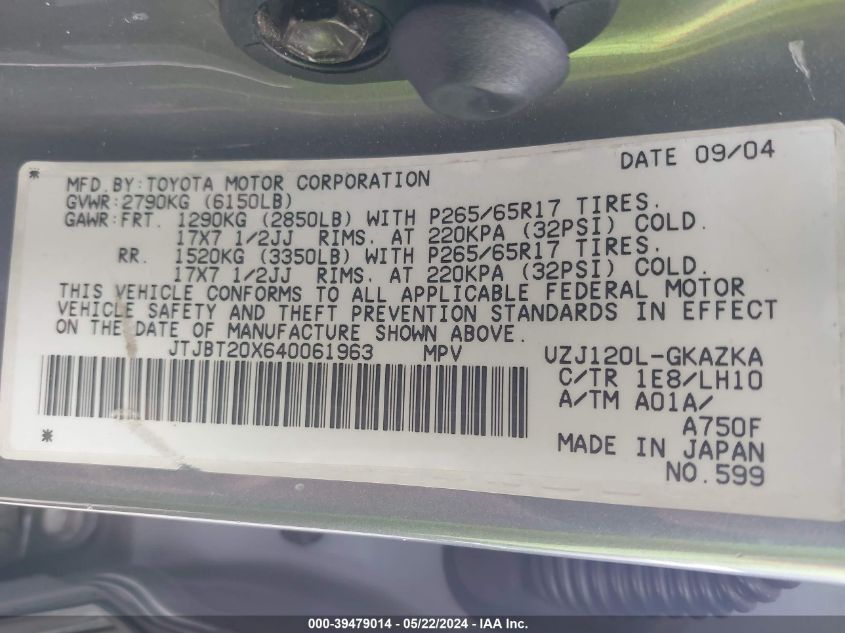 DATE 09/04
* MFD.BY:TOYOTA MOTOR CORPORATION
GVWR:2790KG (6150LB)
GAWR:FRT. 1290KG (2850LB) WITH P265/65R17 TIRES.
17X7 1/2JJ RIMS. AT 220KPA (32PSI) COLD.
RR. 1520KG (3350LB) WITH P265/65R17 TIRES.
17X7 1/2JJ RIMS. AT 220KPA (32PSI) COLD.
THIS VEHICLE CONFORMS TO ALL APPLICABLE FEDERAL MOTOR
VEHICLE SAFETY AND THEFT PREVENTION STANDARDS IN EFFECT
ON THE DATE OF MANUFACTURE SHOWN ABOVE.
JTJBT20X640061963 MPV UZJ120L-GKAZKA
C/TR 1E8/LH10
A/TM A01A/
A750F
*
MADE IN JAPAN
NO.599
000-39479014 - 05/22/2024 - IAA Inc.